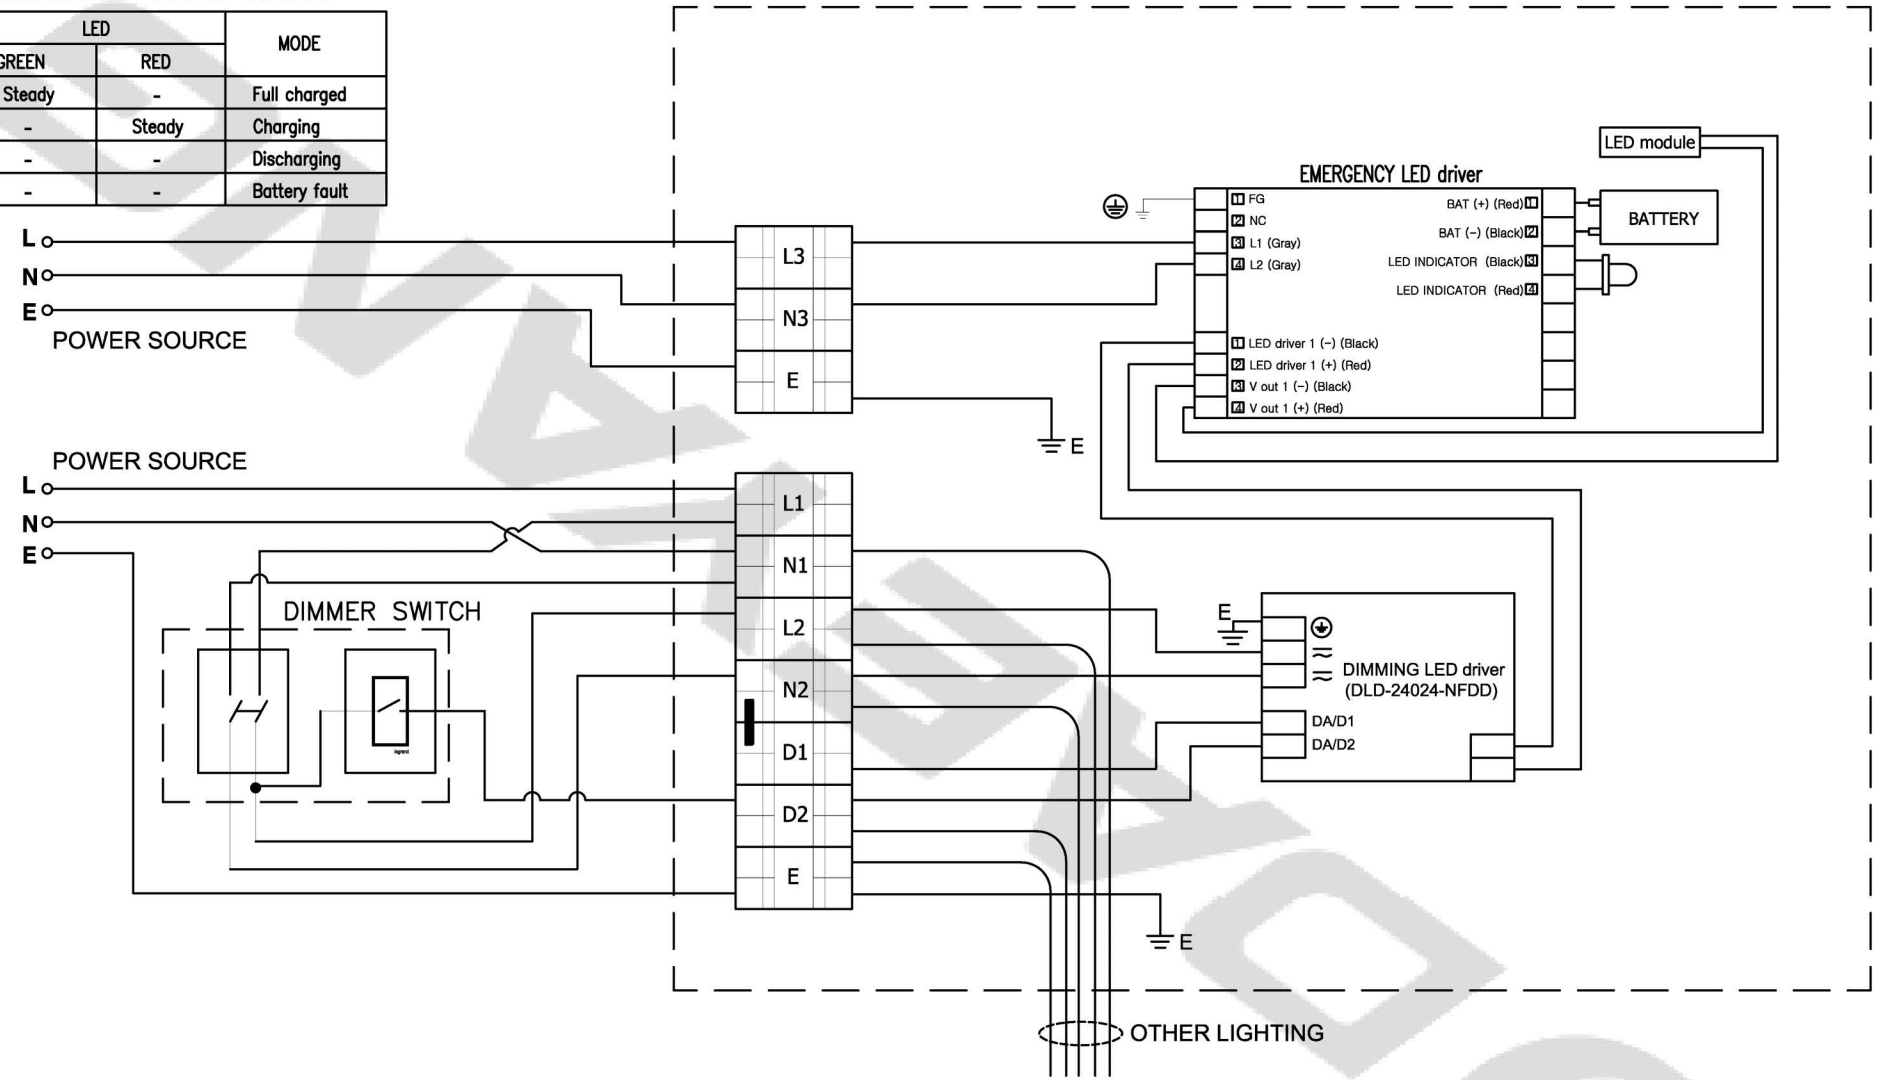 LED
MODE
GREEN RED
Steady - Full charged
- Steady Charging
- - Discharging
- - Battery fault
L
N
E
POWER SOURCE
L3
N3
E
E
EMERGENCY LED driver
1 FG
2 NC
3 L1 (Gray)
4 L2 (Gray)
BAT (+) (Red) 1
BAT (-) (Black) 2
LED INDICATOR (Black) 3
LED INDICATOR (Red) 4
1 LED driver 1 (-) (Black)
2 LED driver 1 (+) (Red)
3 V out 1 (-) (Black)
4 V out 1 (+) (Red)
LED module
BATTERY
POWER SOURCE
L
N
E
DIMMER SWITCH
legrand
L1
N1
L2
N2
D1
D2
E
E
E
DIMMING LED driver
(DLD-24024-NFDD)
DA/D1
DA/D2
OTHER LIGHTING